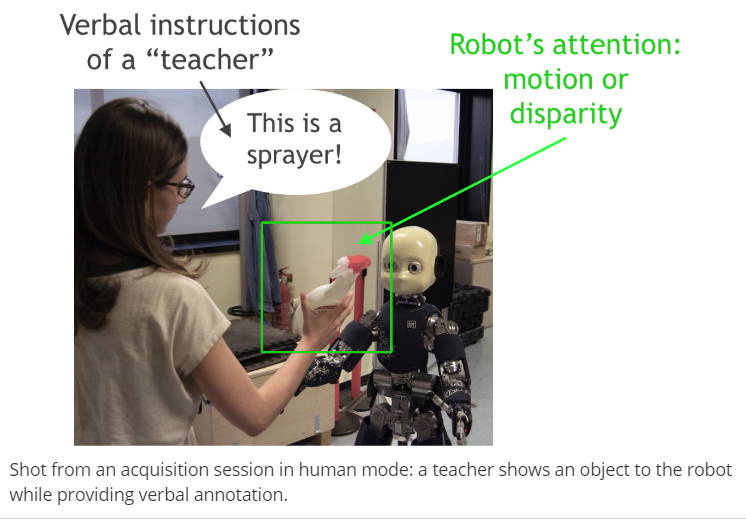 Verbal instructions
of a “teacher”
Robot’s attention:
motion or
disparity
This is a
sprayer!
Shot from an acquisition session in human mode: a teacher shows an object to the robot
while providing verbal annotation.